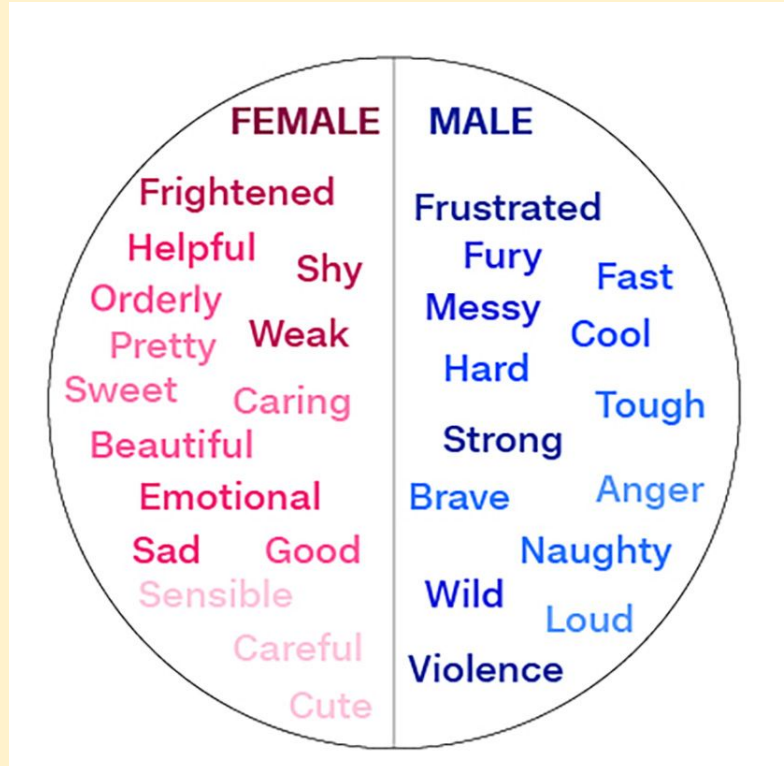 FEMALE
Frightened
Helpful
Shy
Orderly
Weak
Pretty
Sweet
Caring
Beautiful
Emotional
Sad
Good
Sensible
Careful
Cute
MALE
Frustrated
Fury
Fast
Messy
Cool
Hard
Tough
Strong
Brave
Anger
Naughty
Wild
Loud
Violence